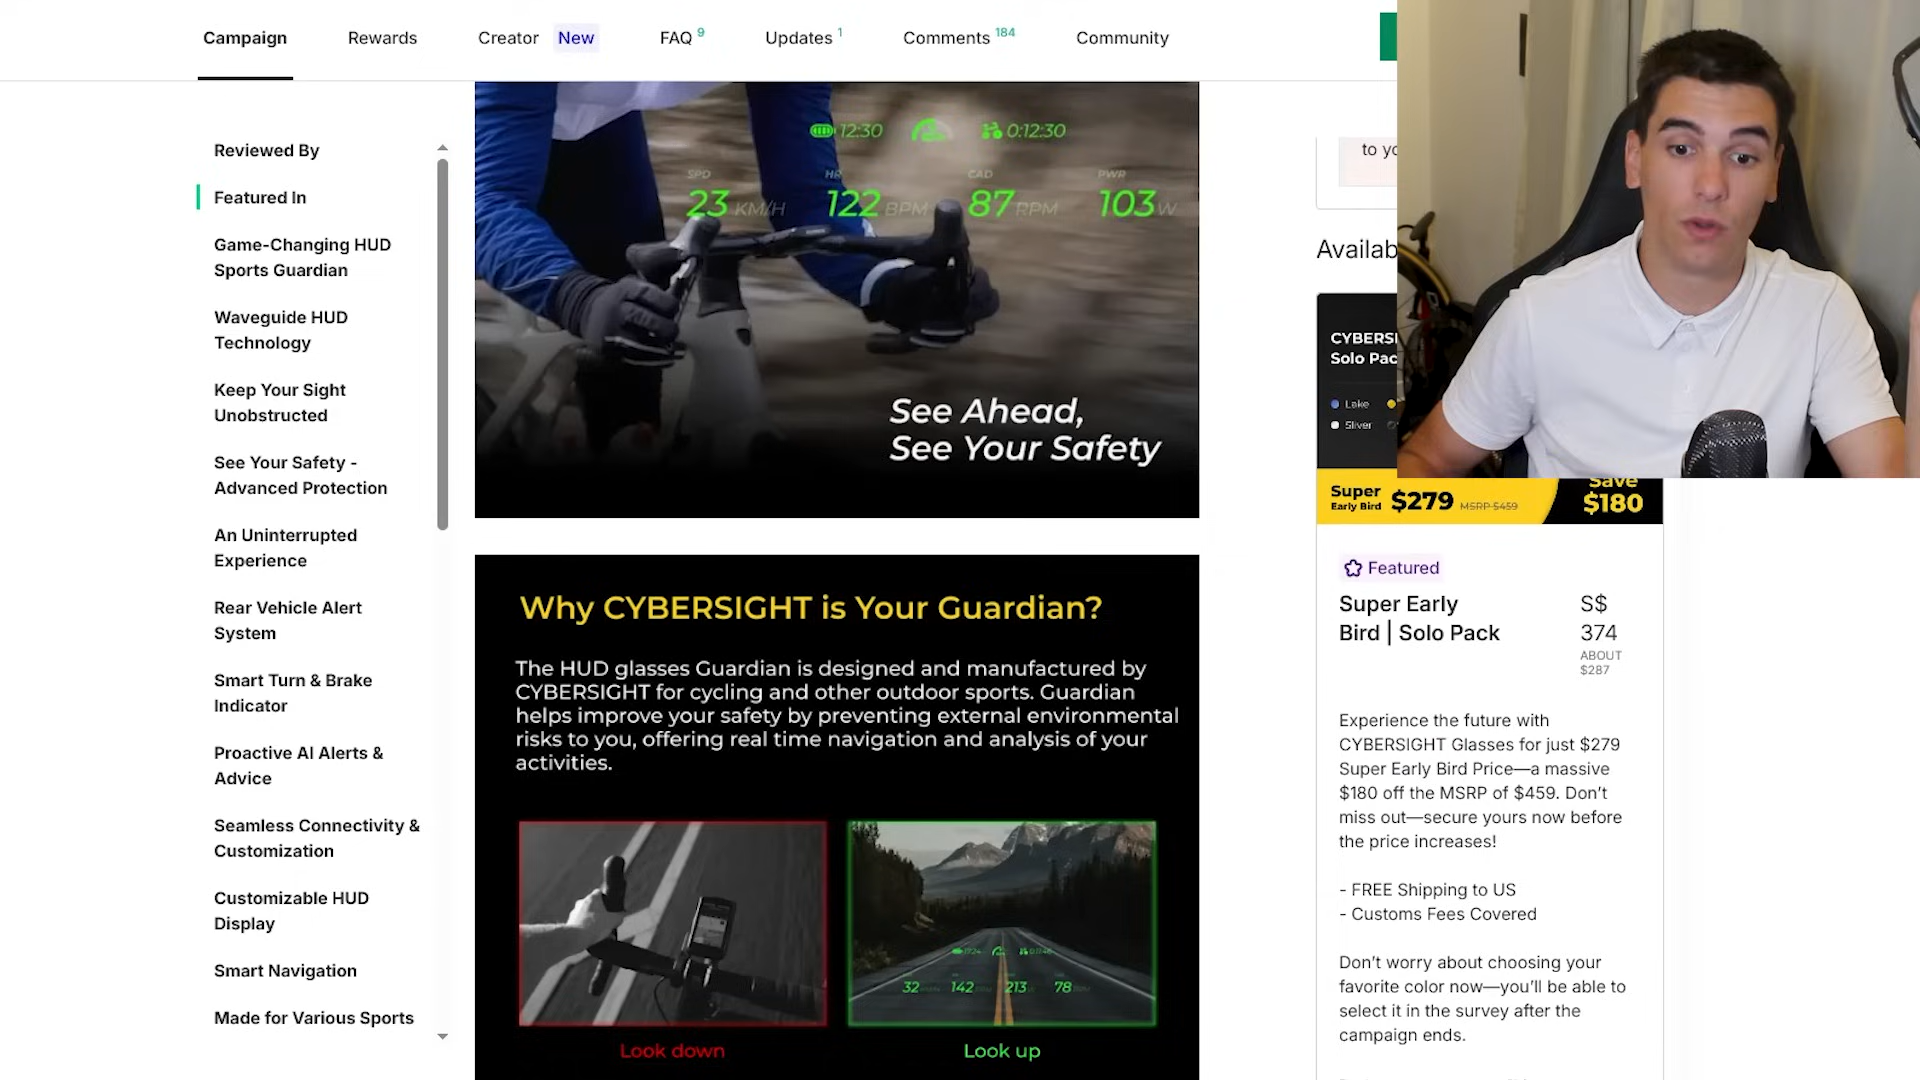 Campaign
Rewards
Creator New
FAQ 9
Updates 1
Comments 184
Community
Reviewed By
Featured In
Game-Changing HUD
Sports Guardian
Waveguide HUD
Technology
Keep Your Sight
Unobstructed
See Your Safety -
Advanced Protection
An Uninterrupted
Experience
Rear Vehicle Alert
System
Smart Turn & Brake
Indicator
Proactive AI Alerts &
Advice
Seamless Connectivity &
Customization
Customizable HUD
Display
Smart Navigation
Made for Various Sports
12:30
0:12:30
SPD
HR
CAD
PWR
23 KM/H
122 BPM
87 RPM
103 W
See Ahead,
See Your Safety
Why CYBERSIGHT is Your Guardian?
The HUD glasses Guardian is designed and manufactured by
CYBERSIGHT for cycling and other outdoor sports. Guardian
helps improve your safety by preventing external environmental
risks to you, offering real time navigation and analysis of your
activities.
32
142
213
78
Look down
Look up
to yo
Availab
CYBERSI
Solo Pac
Lake
Sliver
Super
Early Bird
$279
MSRP $459
Save
$180
Featured
Super Early
Bird | Solo Pack
S$
374
ABOUT
$287
Experience the future with
CYBERSIGHT Glasses for just $279
Super Early Bird Price—a massive
$180 off the MSRP of $459. Don't
miss out—secure yours now before
the price increases!
- FREE Shipping to US
- Customs Fees Covered
Don't worry about choosing your
favorite color now—you'll be able to
select it in the survey after the
campaign ends.